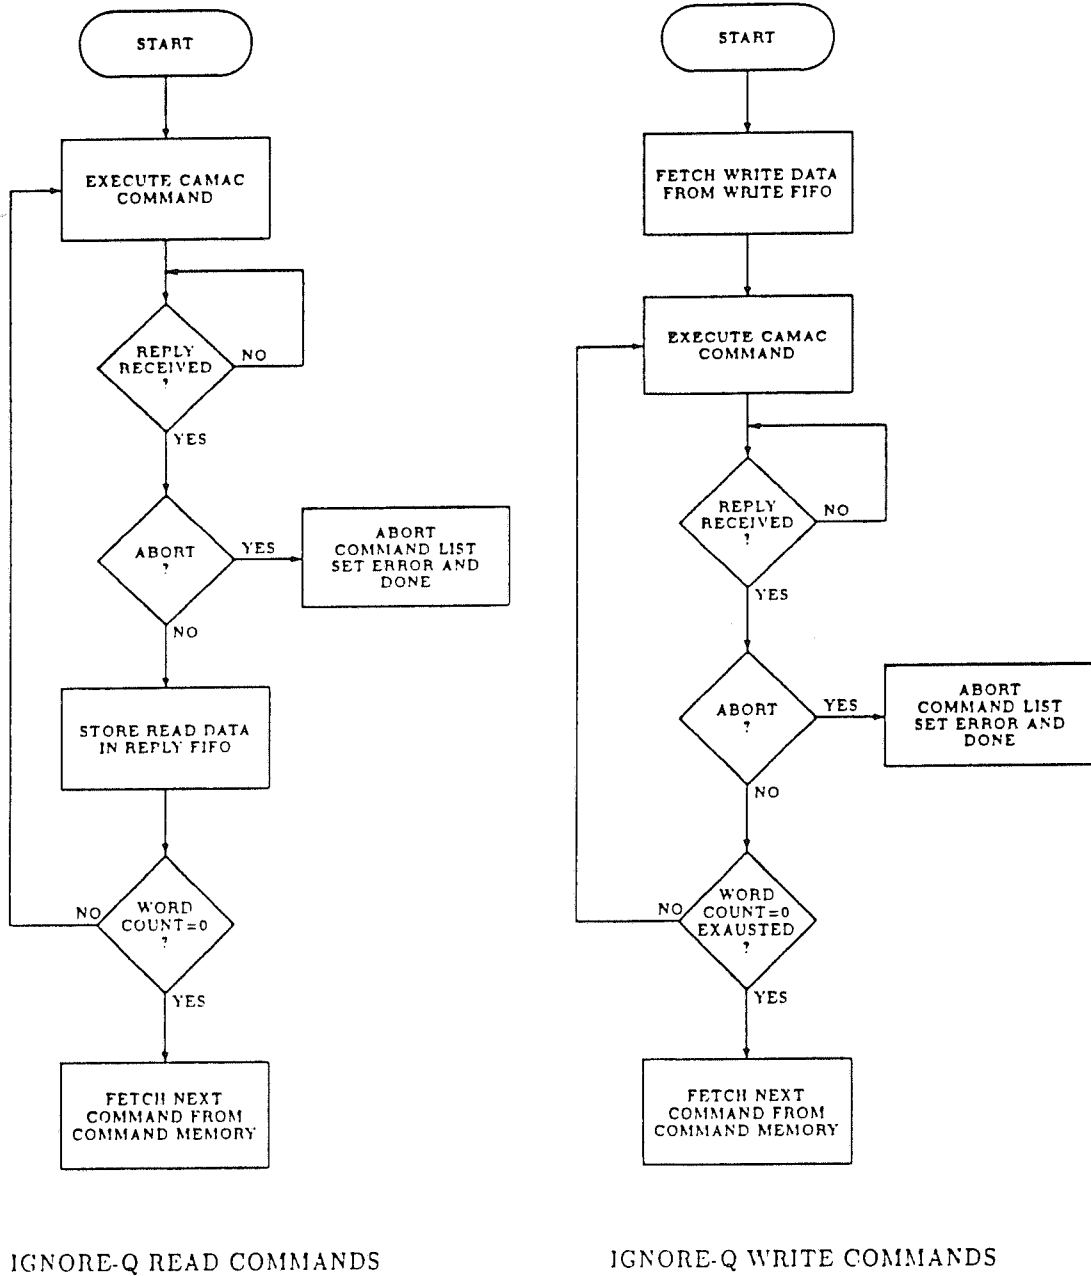 START
EXECUTE CAMAC
COMMAND
REPLY
RECEIVED
?
NO
YES
ABORT
?
YES
ABORT
COMMAND LIST
SET ERROR AND
DONE
NO
STORE READ DATA
IN REPLY FIFO
WORD
COUNT=0
?
NO
YES
FETCH NEXT
COMMAND FROM
COMMAND MEMORY
IGNORE-Q READ COMMANDS
START
FETCH WRITE DATA
FROM WRITE FIFO
EXECUTE CAMAC
COMMAND
REPLY
RECEIVED
?
NO
YES
ABORT
?
YES
ABORT
COMMAND LIST
SET ERROR AND
DONE
NO
WORD
COUNT=0
EXAUSTED
?
NO
YES
FETCH NEXT
COMMAND FROM
COMMAND MEMORY
IGNORE-Q WRITE COMMANDS